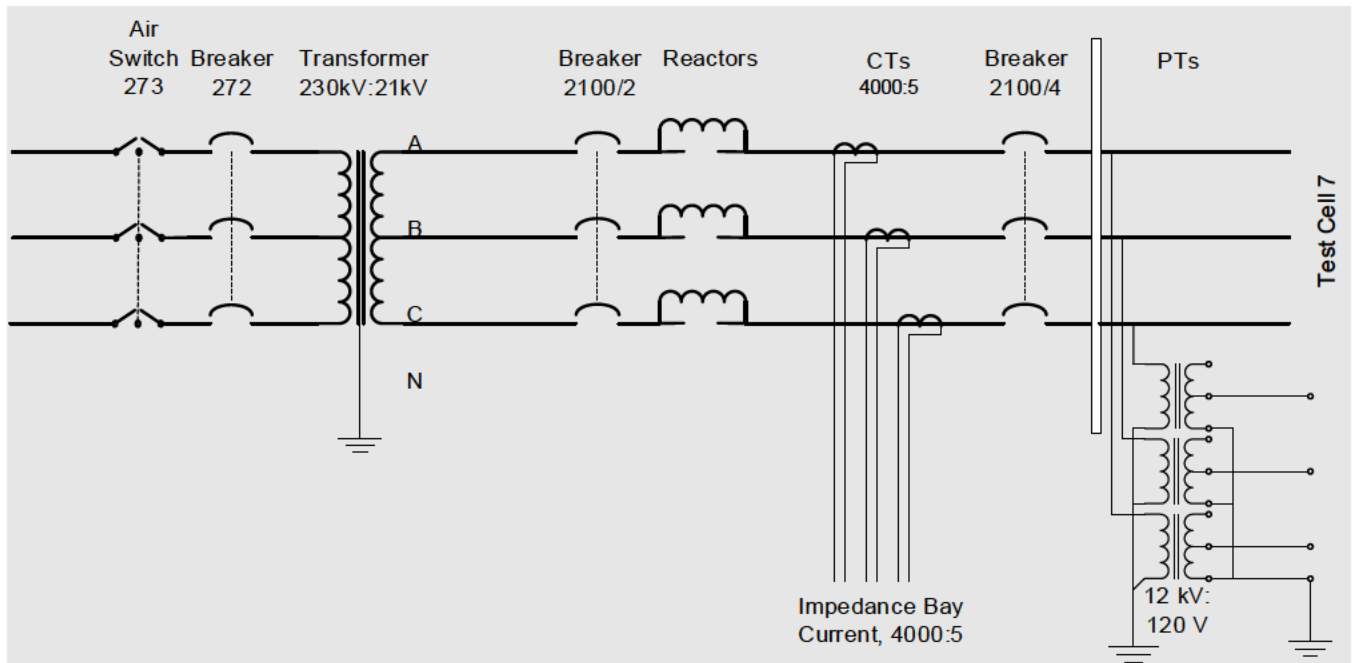 Air
Switch
273
Breaker
272
Transformer
230kV:21kV
Breaker
2100/2
Reactors
CTs
4000:5
Breaker
2100/4
PTs
A
B
C
N
Test Cell 7
Impedance Bay
Current, 4000:5
12 kV:
120 V